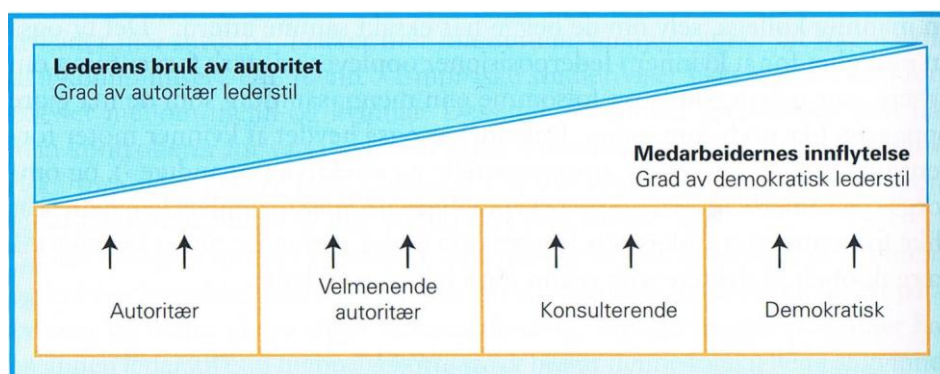 Lederens bruk av autoritet
Grad av autoritær lederstil
Medarbeidernes innflytelse
Grad av demokratisk lederstil
Autoritær
Velmenende
autoritær
Konsulterende
Demokratisk